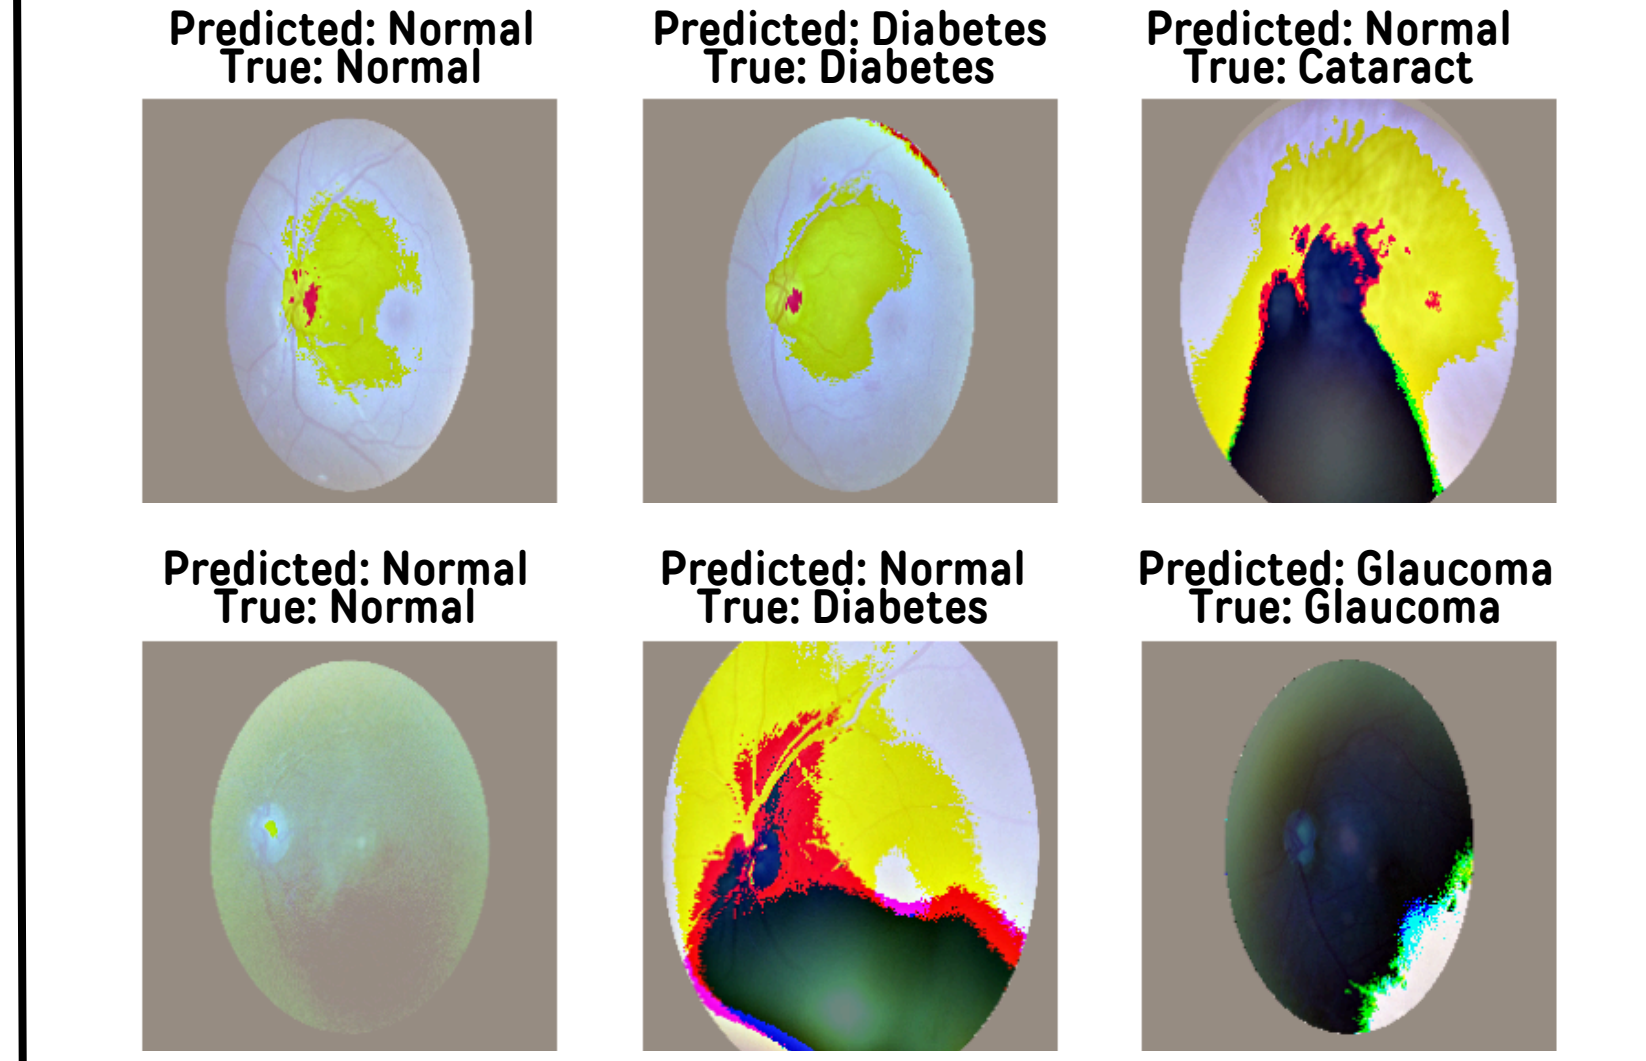 Predicted: Normal
True: Normal
Predicted: Diabetes
True: Diabetes
Predicted: Normal
True: Cataract
Predicted: Normal
True: Normal
Predicted: Normal
True: Diabetes
Predicted: Glaucoma
True: Glaucoma